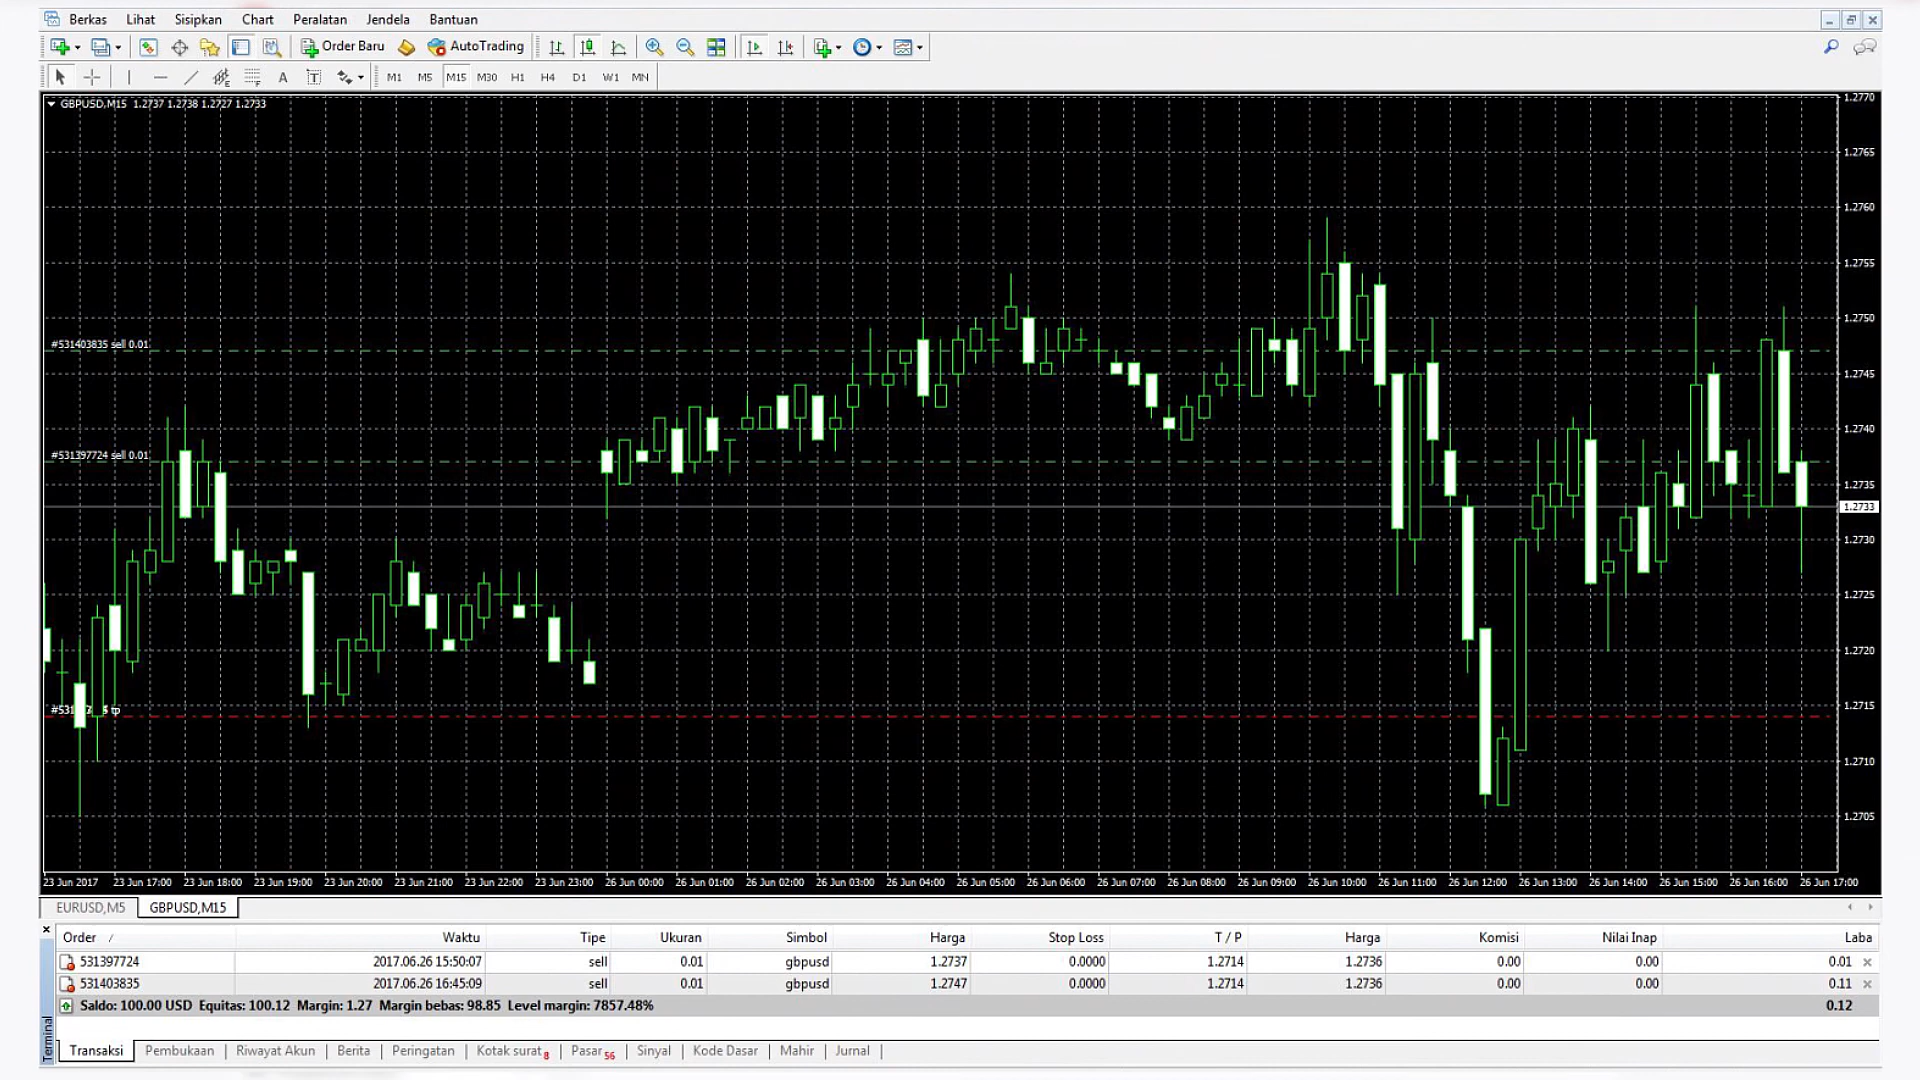 Berkas Lihat Sisipkan Chart Peralatan Jendela Bantuan
Order Baru AutoTrading
A T M1 M5 M15 M30 H1 H4 D1 W1 MN
GBPUSD,M15 1.2737 1.2738 1.2727 1.2733
1.2770
1.2765
1.2760
1.2755
1.2750
#531403835 sell 0.01
1.2745
1.2740
#531397724 sell 0.01
1.2735
1.2733
1.2730
1.2725
1.2720
1.2715
tp
1.2710
1.2705
23 Jun 2017 23 Jun 17:00 23 Jun 18:00 23 Jun 19:00 23 Jun 20:00 23 Jun 21:00 23 Jun 22:00 23 Jun 23:00 26 Jun 00:00 26 Jun 01:00 26 Jun 02:00 26 Jun 03:00 26 Jun 04:00 26 Jun 05:00 26 Jun 06:00 26 Jun 07:00 26 Jun 08:00 26 Jun 09:00 26 Jun 10:00 26 Jun 11:00 26 Jun 12:00 26 Jun 13:00 26 Jun 14:00 26 Jun 15:00 26 Jun 16:00 26 Jun 17:00
EURUSD,M5 GBPUSD,M15
Order / Waktu Tipe Ukuran Simbol Harga Stop Loss T / P Harga Komisi Nilai Inap Laba
531397724 2017.06.26 15:50:07 sell 0.01 gbpusd 1.2737 0.0000 1.2714 1.2736 0.00 0.00 0.01
531403835 2017.06.26 16:45:09 sell 0.01 gbpusd 1.2747 0.0000 1.2714 1.2736 0.00 0.00 0.11
Saldo: 100.00 USD Equitas: 100.12 Margin: 1.27 Margin bebas: 98.85 Level margin: 7857.48% 0.12
Terminal
Transaksi Pembukaan Riwayat Akun Berita Peringatan Kotak surat 8 Pasar 56 Sinyal Kode Dasar Mahir Jurnal